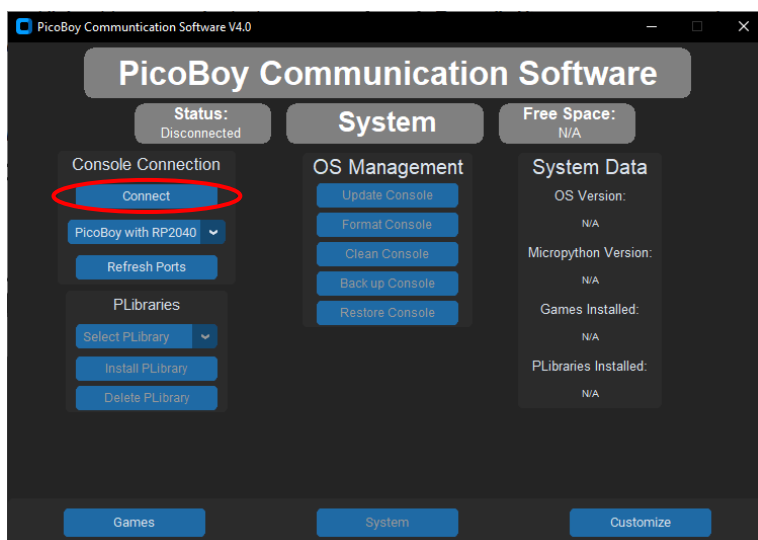 PicoBoy Communtication Software V4.0
PicoBoy Communication Software
Status:
Disconnected
System
Free Space:
N/A
Console Connection
Connect
PicoBoy with RP2040
Refresh Ports
PLibraries
Select PLibrary
Install PLibrary
Delete PLibrary
OS Management
Update Console
Format Console
Clean Console
Back up Console
Restore Console
System Data
OS Version:
N/A
Micropython Version:
N/A
Games Installed:
N/A
PLibraries Installed:
N/A
Games
System
Customize